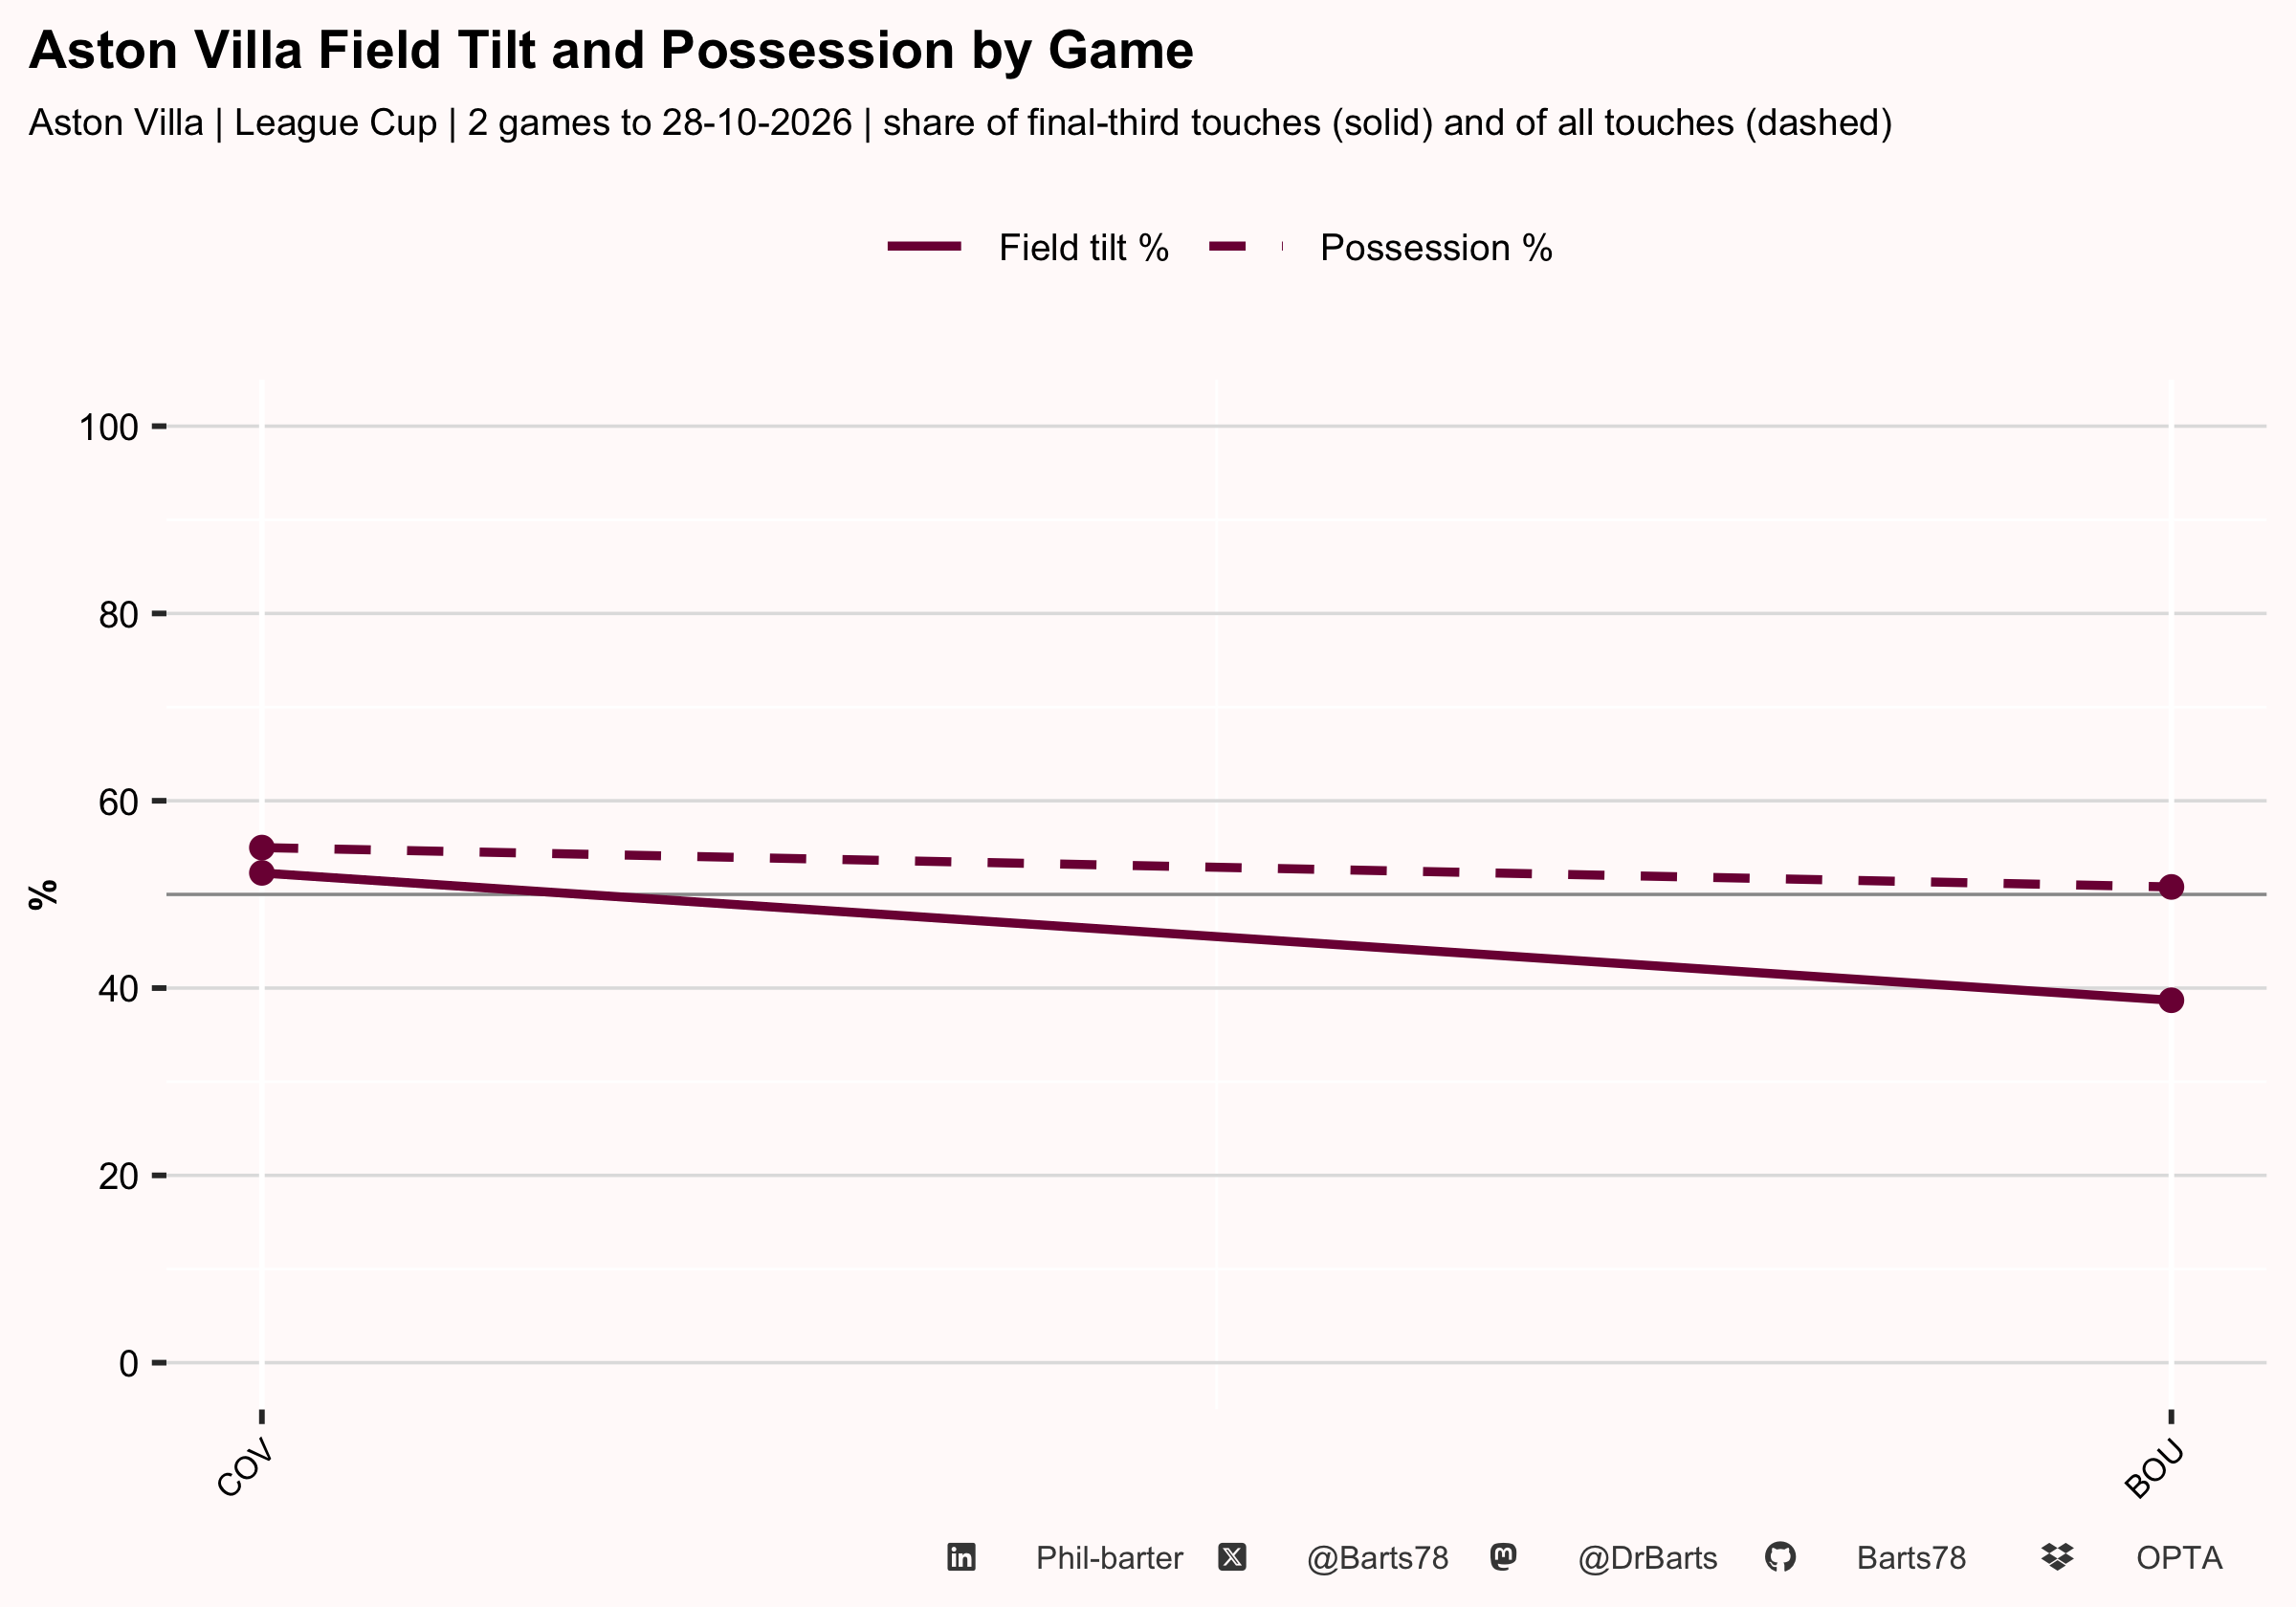 Aston Villa Field Tilt and Possession by Game
Aston Villa | League Cup | 2 games to 28-10-2026 | share of final-third touches (solid) and of all touches (dashed)
Field tilt % Possession %
100
80
60
%
40
20
0
COV BOU
Phil-barter @Barts78 @DrBarts Barts78 OPTA